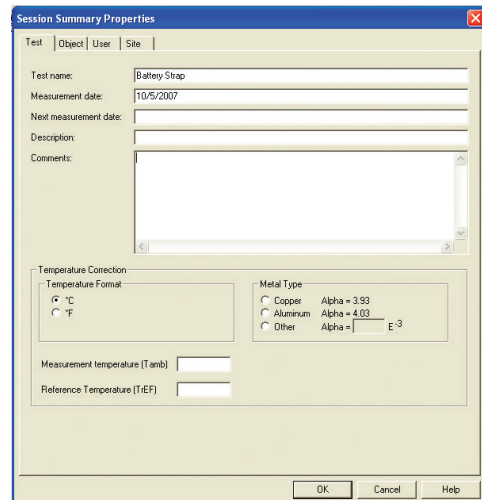 Session Summary Properties
Test Object User Site
Test name: Battery Strap
Measurement date: 10/5/2007
Next measurement date:
Description:
Comments:
Temperature Correction
Temperature Format
°C
°F
Metal Type
Copper Alpha = 3.93
Aluminum Alpha = 4.03
Other Alpha = E -3
Measurement temperature (Tamb)
Reference Temperature (TrEF)
OK Cancel Help